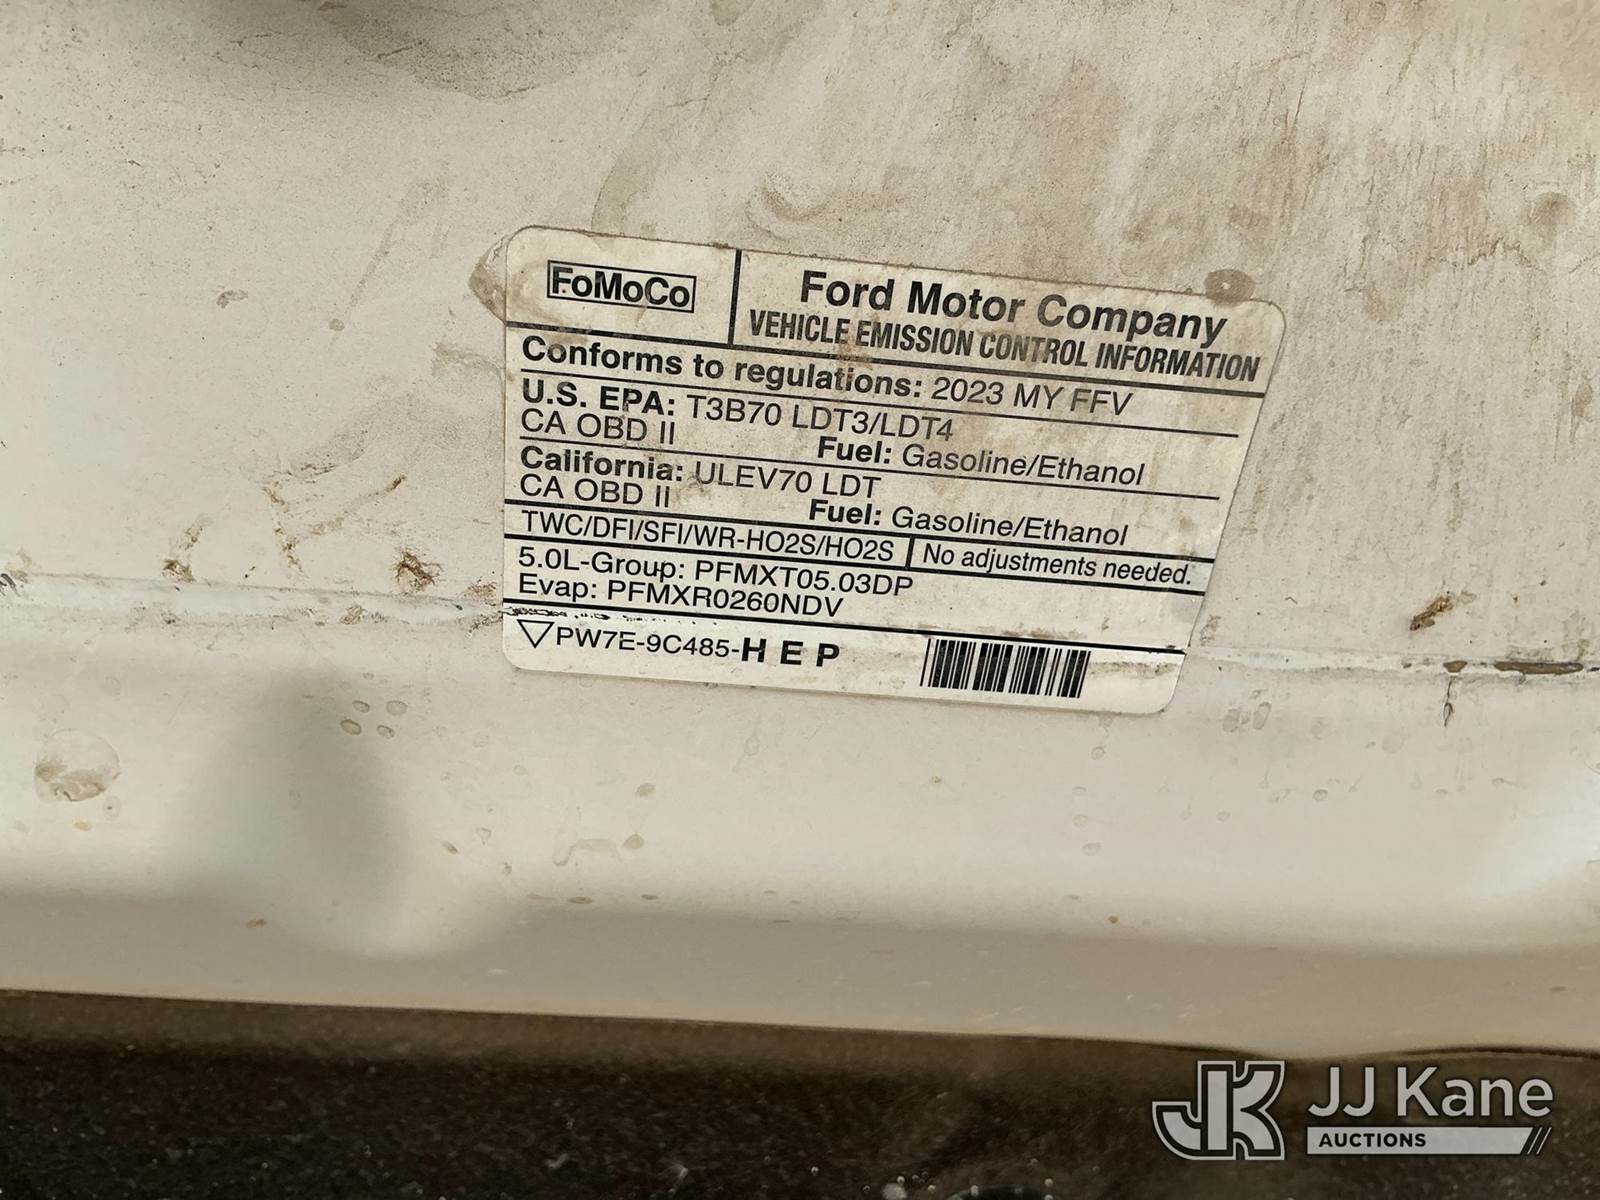 FoMoCo
Ford Motor Company
VEHICLE EMISSION CONTROL INFORMATION
Conforms to regulations: 2023 MY FFV
U.S. EPA: T3B70 LDT3/LDT4
CA OBD II Fuel: Gasoline/Ethanol
California: ULEV70 LDT
CA OBD II Fuel: Gasoline/Ethanol
TWC/DFI/SFI/WR-HO2S/HO2S No adjustments needed.
5.0L-Group: PFMXT05.03DP
Evap: PFMXR0260NDV
PW7E-9C485-H E P
JK JJ Kane
AUCTIONS